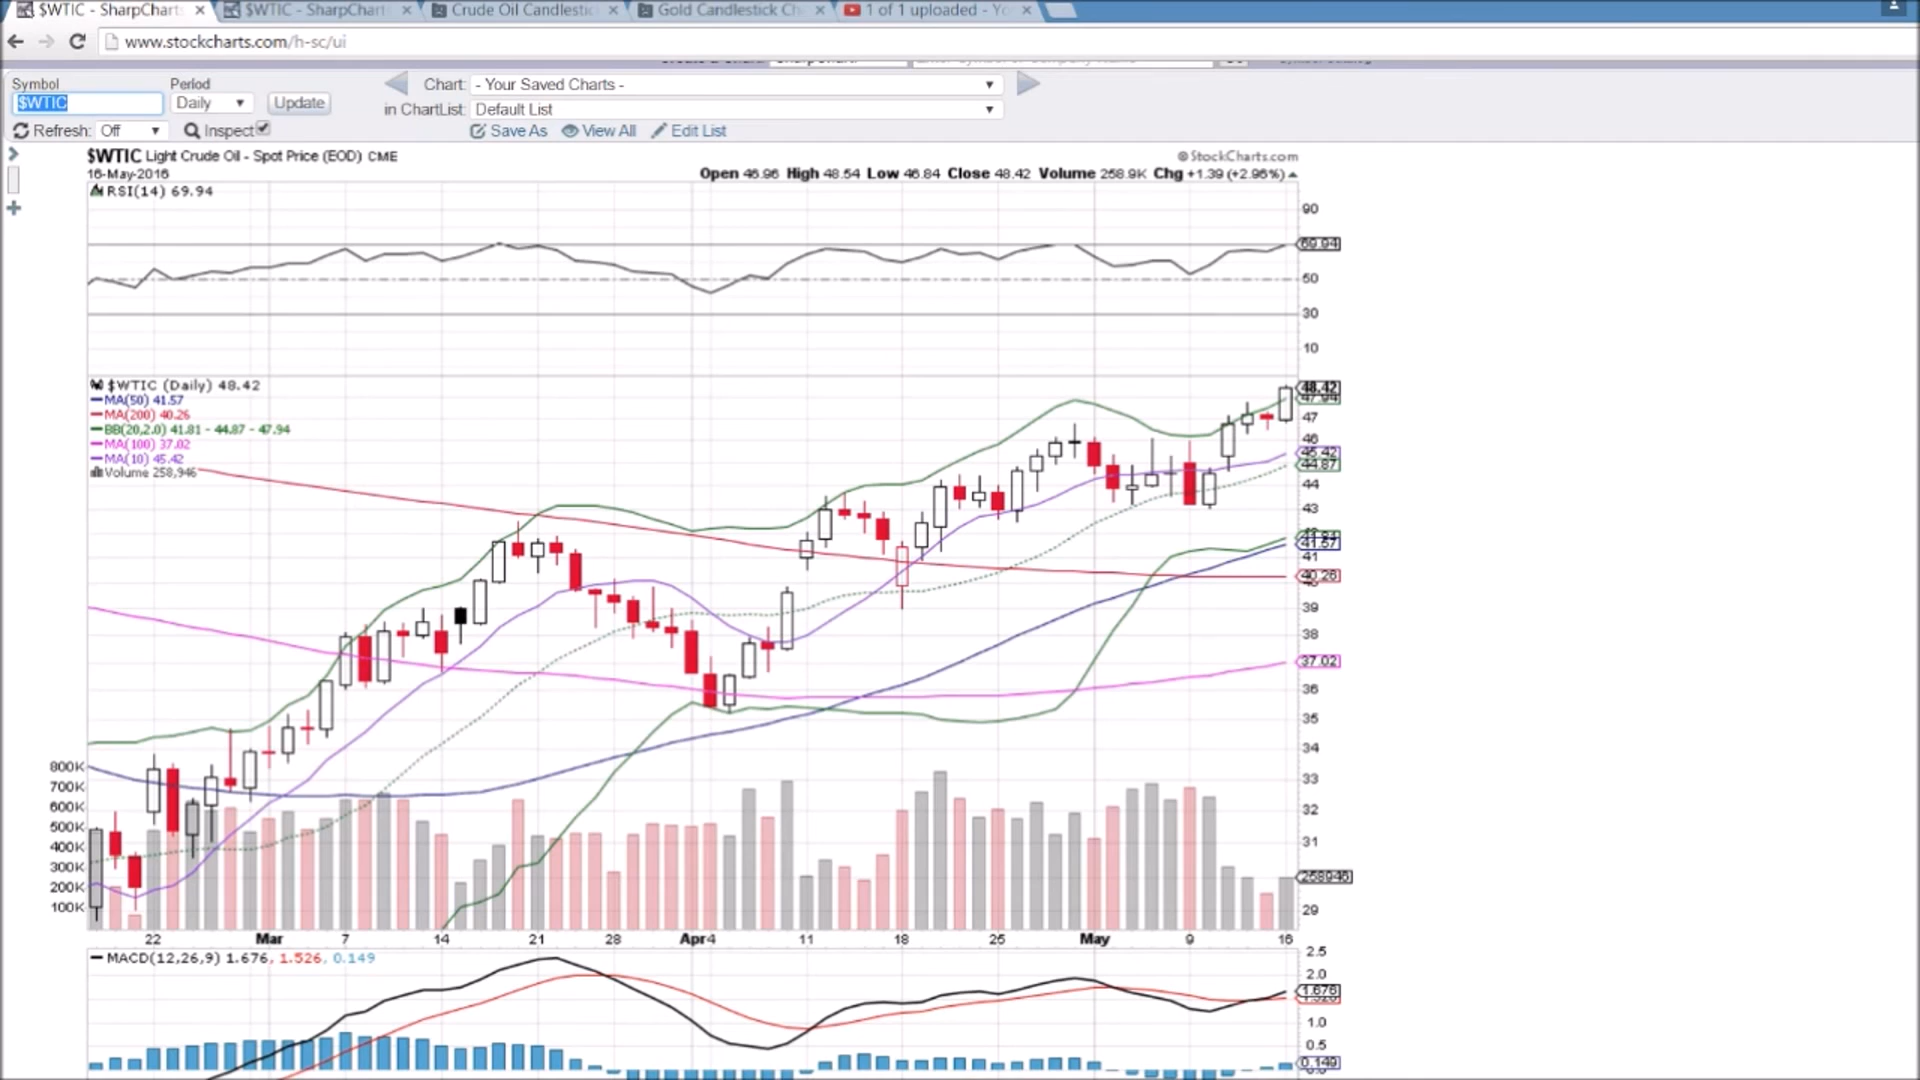 $WTIC - SharpChart
$WTIC - SharpChart
Crude Oil Candlestic
Gold Candlestick Ch
1 of 1 uploaded - Yo
www.stockcharts.com/h-sc/ui
Symbol
Period
Chart: - Your Saved Charts -
$WTIC
Daily
Update
in ChartList: Default List
Refresh: Off
Inspect
Save As
View All
Edit List
$WTIC Light Crude Oil - Spot Price (EOD) CME
© StockCharts.com
16-May-2016
Open 46.96 High 48.54 Low 46.84 Close 48.42 Volume 258.9K Chg +1.39 (+2.96%)
RSI(14) 69.94
90
69.94
50
30
10
$WTIC (Daily) 48.42
MA(50) 41.57
MA(200) 40.26
BB(20,2.0) 41.81 - 44.87 - 47.94
MA(100) 37.02
MA(10) 45.42
Volume 258,946
48.42
47.94
47
46
45.42
44.87
44
43
41.57
41
40.26
39
38
37.02
36
35
34
33
32
31
29
800K
700K
600K
500K
400K
300K
200K
100K
258946
22 Mar 7 14 21 28 Apr 4 11 18 25 May 9 16
MACD(12,26,9) 1.676, 1.526, 0.149
2.5
2.0
1.676
1.0
0.5
0.149